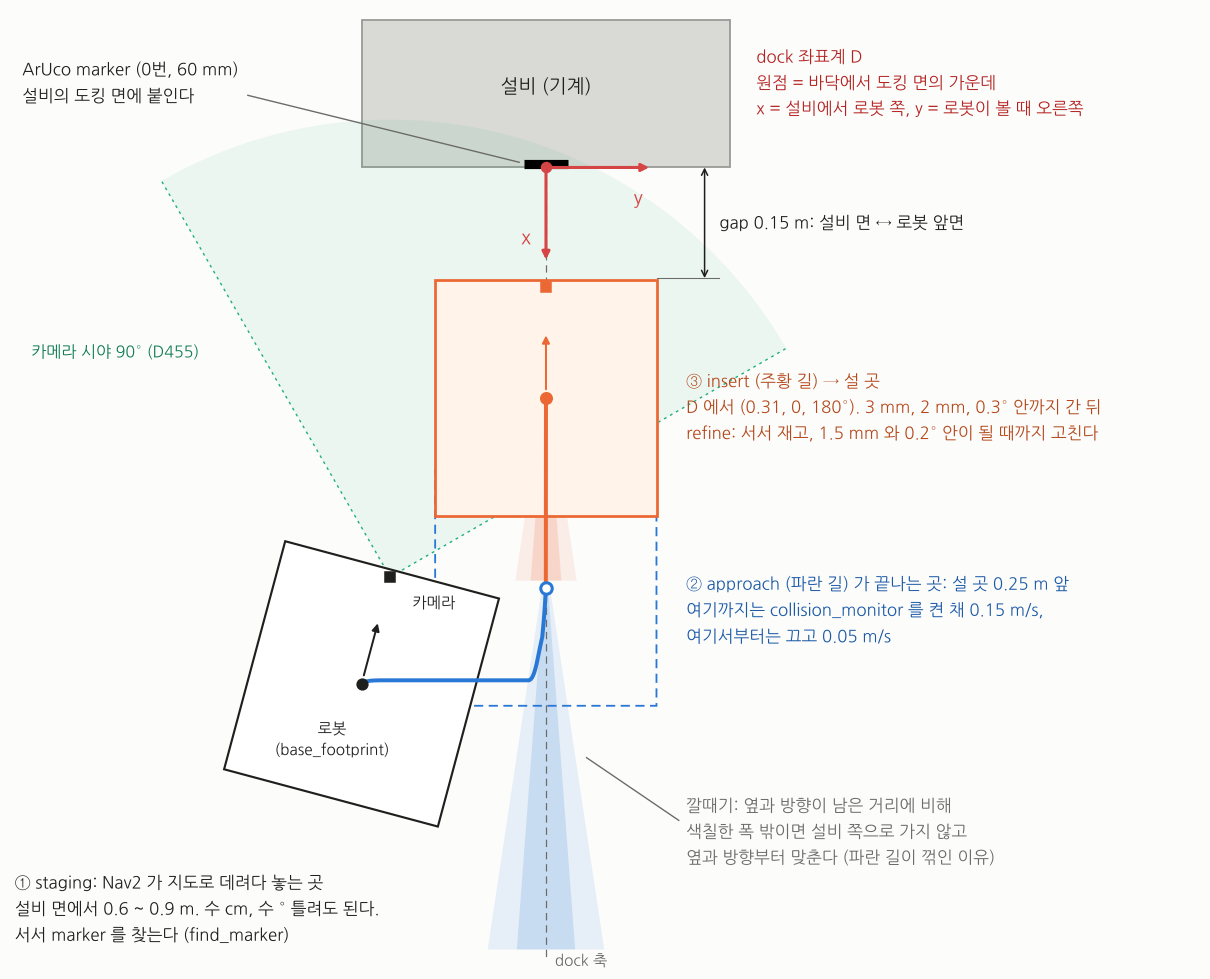 ArUco marker (0번, 60 mm)
설비의 도킹 면에 붙인다
설비 (기계)
dock 좌표계 D
원점 = 바닥에서 도킹 면의 가운데
x = 설비에서 로봇 쪽, y = 로봇이 볼 때 오른쪽
y
x
gap 0.15 m: 설비 면 ↔ 로봇 앞면
카메라 시야 90° (D455)
③ insert (주황 길) → 설 곳
D 에서 (0.31, 0, 180°). 3 mm, 2 mm, 0.3° 안까지 간 뒤
refine: 서서 재고, 1.5 mm 와 0.2° 안이 될 때까지 고친다
② approach (파란 길) 가 끝나는 곳: 설 곳 0.25 m 앞
여기까지는 collision_monitor 를 켠 채 0.15 m/s,
여기서부터는 끄고 0.05 m/s
카메라
로봇
(base_footprint)
깔때기: 옆과 방향이 남은 거리에 비해
색칠한 폭 밖이면 설비 쪽으로 가지 않고
옆과 방향부터 맞춘다 (파란 길이 꺾인 이유)
① staging: Nav2 가 지도로 데려다 놓는 곳
설비 면에서 0.6 ~ 0.9 m. 수 cm, 수 ° 틀려도 된다.
서서 marker 를 찾는다 (find_marker)
dock 축